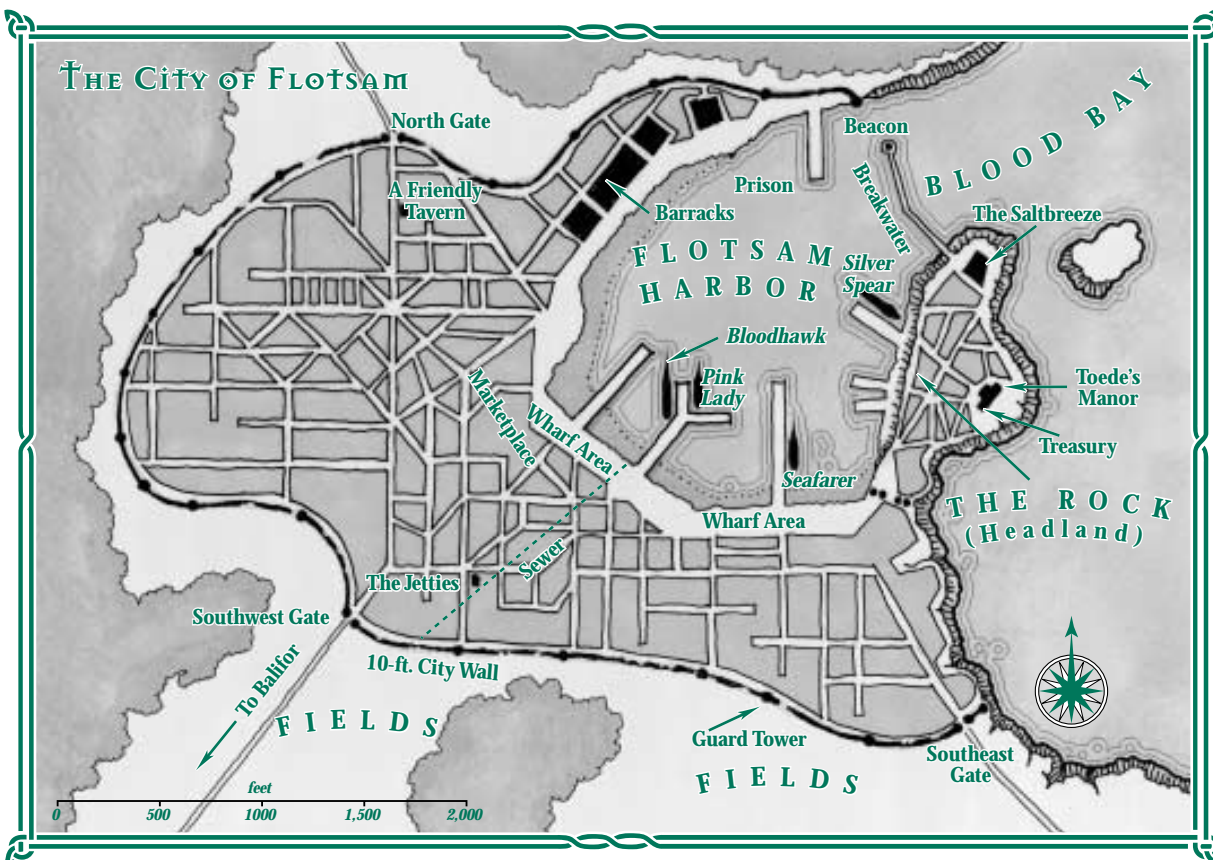 The City of Flotsam
North Gate
Beacon
BLOOD BAY
A Friendly
Tavern
Prison
Breakwater
Barracks
The Saltbreeze
FLOTSAM
HARBOR
Silver
Spear
Bloodhawk
Pink
Lady
Toede's
Manor
Marketplace
Wharf Area
Treasury
Seafarer
THE ROCK
(Headland)
Wharf Area
Sewer
The Jetties
Southwest Gate
10-ft. City Wall
To Balifor
FIELDS
Guard Tower
Southeast
Gate
FIELDS
feet
0 500 1000 1,500 2,000